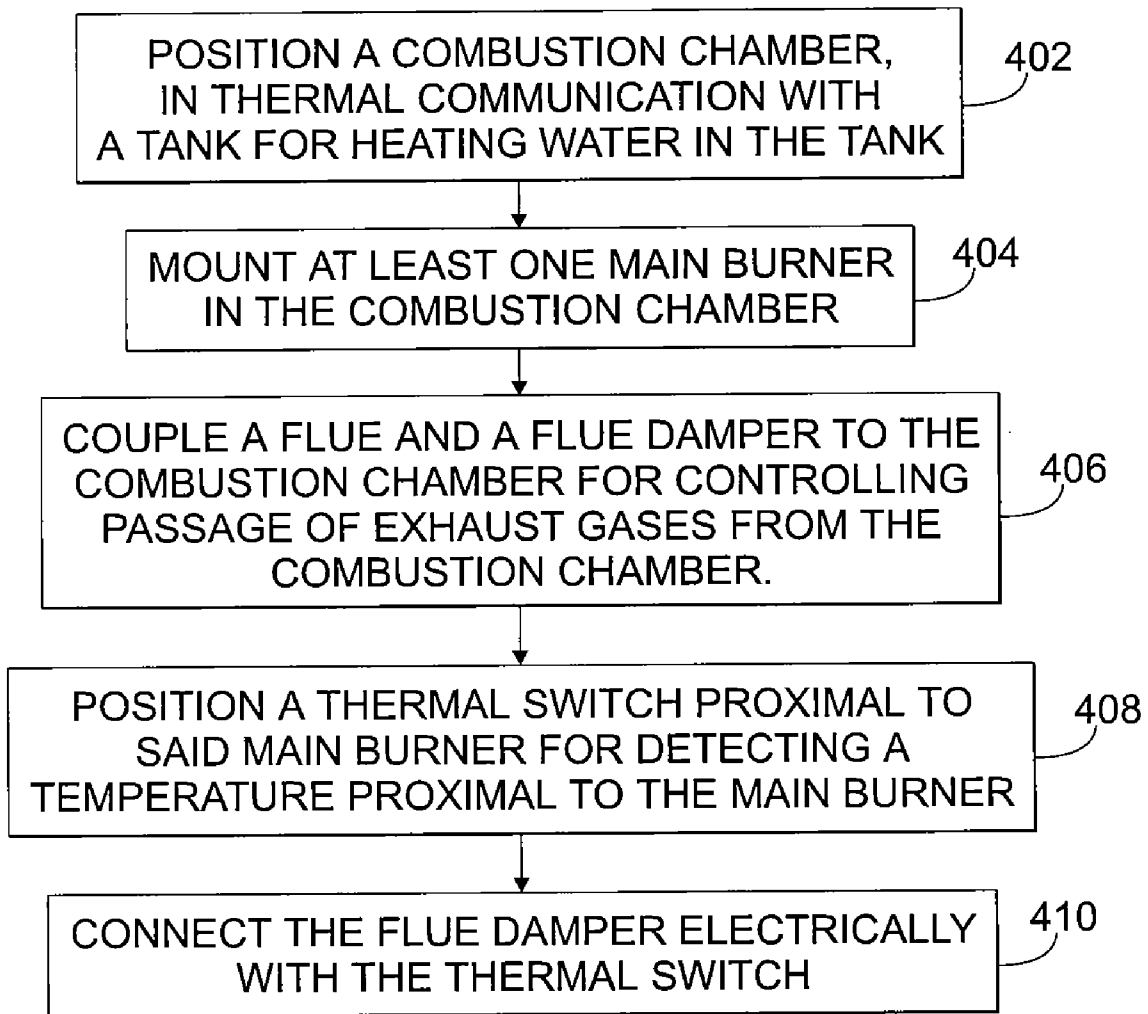 POSITION A COMBUSTION CHAMBER,
IN THERMAL COMMUNICATION WITH
A TANK FOR HEATING WATER IN THE TANK
402
MOUNT AT LEAST ONE MAIN BURNER
IN THE COMBUSTION CHAMBER
404
COUPLE A FLUE AND A FLUE DAMPER TO THE
COMBUSTION CHAMBER FOR CONTROLLING
PASSAGE OF EXHAUST GASES FROM THE
COMBUSTION CHAMBER.
406
POSITION A THERMAL SWITCH PROXIMAL TO
SAID MAIN BURNER FOR DETECTING A
TEMPERATURE PROXIMAL TO THE MAIN BURNER
408
CONNECT THE FLUE DAMPER ELECTRICALLY
WITH THE THERMAL SWITCH
410